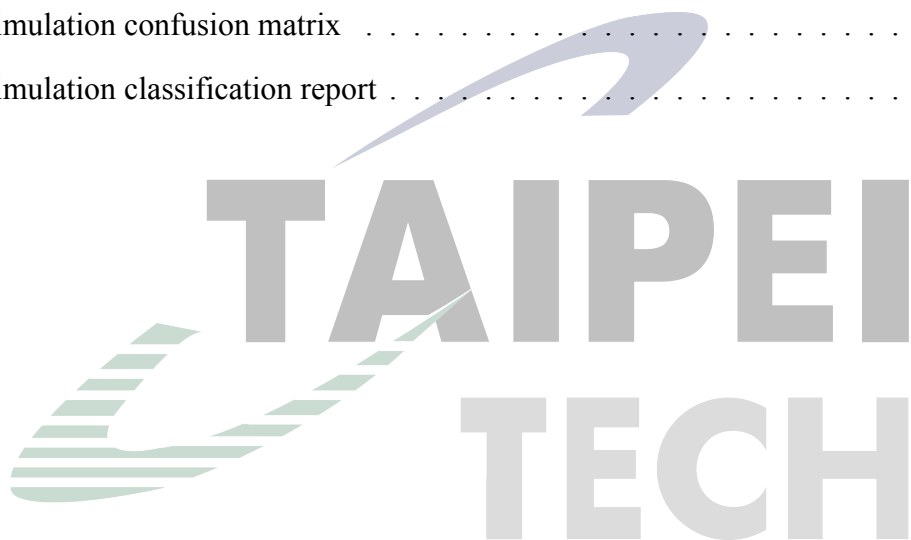 imulation confusion matrix . . . . . . . . . . . . . . . . . . . . . . .
imulation classification report . . . . . . . . . . . . . . . . . . . . . .
TAIPEI
TECH